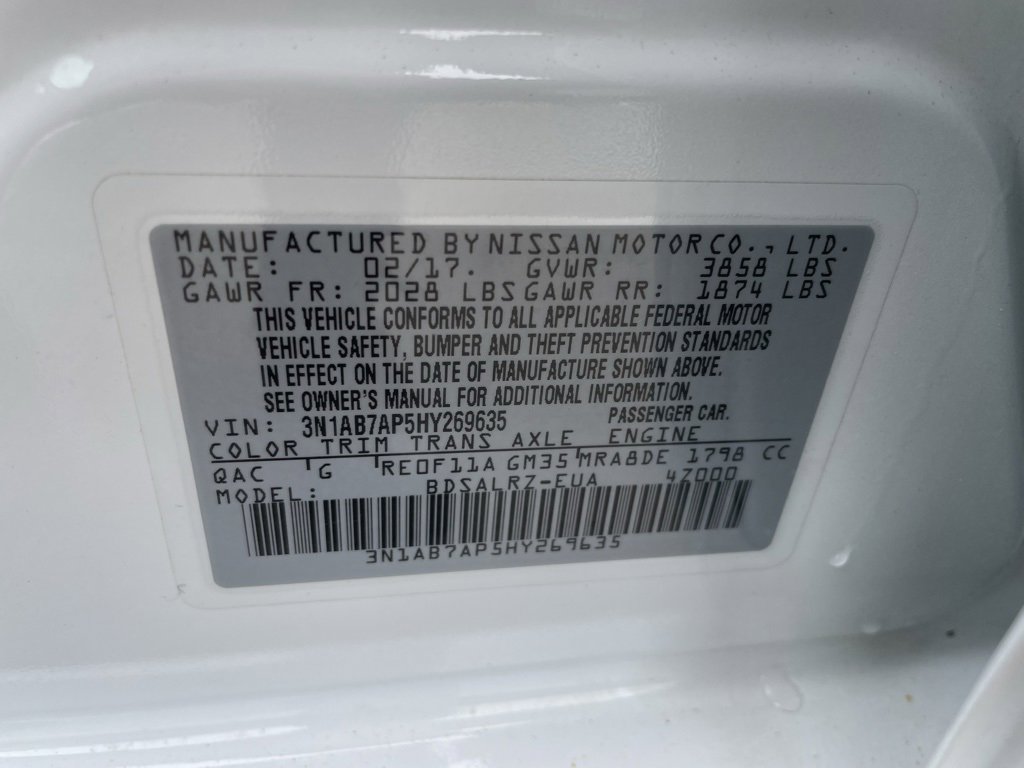 MANUFACTURED BY NISSAN MOTOR CO., LTD.
DATE: 02/17. GVWR: 3858 LBS
GAWR FR: 2028 LBS GAWR RR: 1874 LBS
THIS VEHICLE CONFORMS TO ALL APPLICABLE FEDERAL MOTOR
VEHICLE SAFETY, BUMPER AND THEFT PREVENTION STANDARDS
IN EFFECT ON THE DATE OF MANUFACTURE SHOWN ABOVE.
SEE OWNER'S MANUAL FOR ADDITIONAL INFORMATION.
VIN: 3N1AB7AP5HY269635 PASSENGER CAR.
COLOR TRIM TRANS AXLE ENGINE
QAC G RE0F11A GM35 MRA8DE 1798 CC
MODEL: BDSALRZ-EUA 47000
3N1AB7AP5HY269635